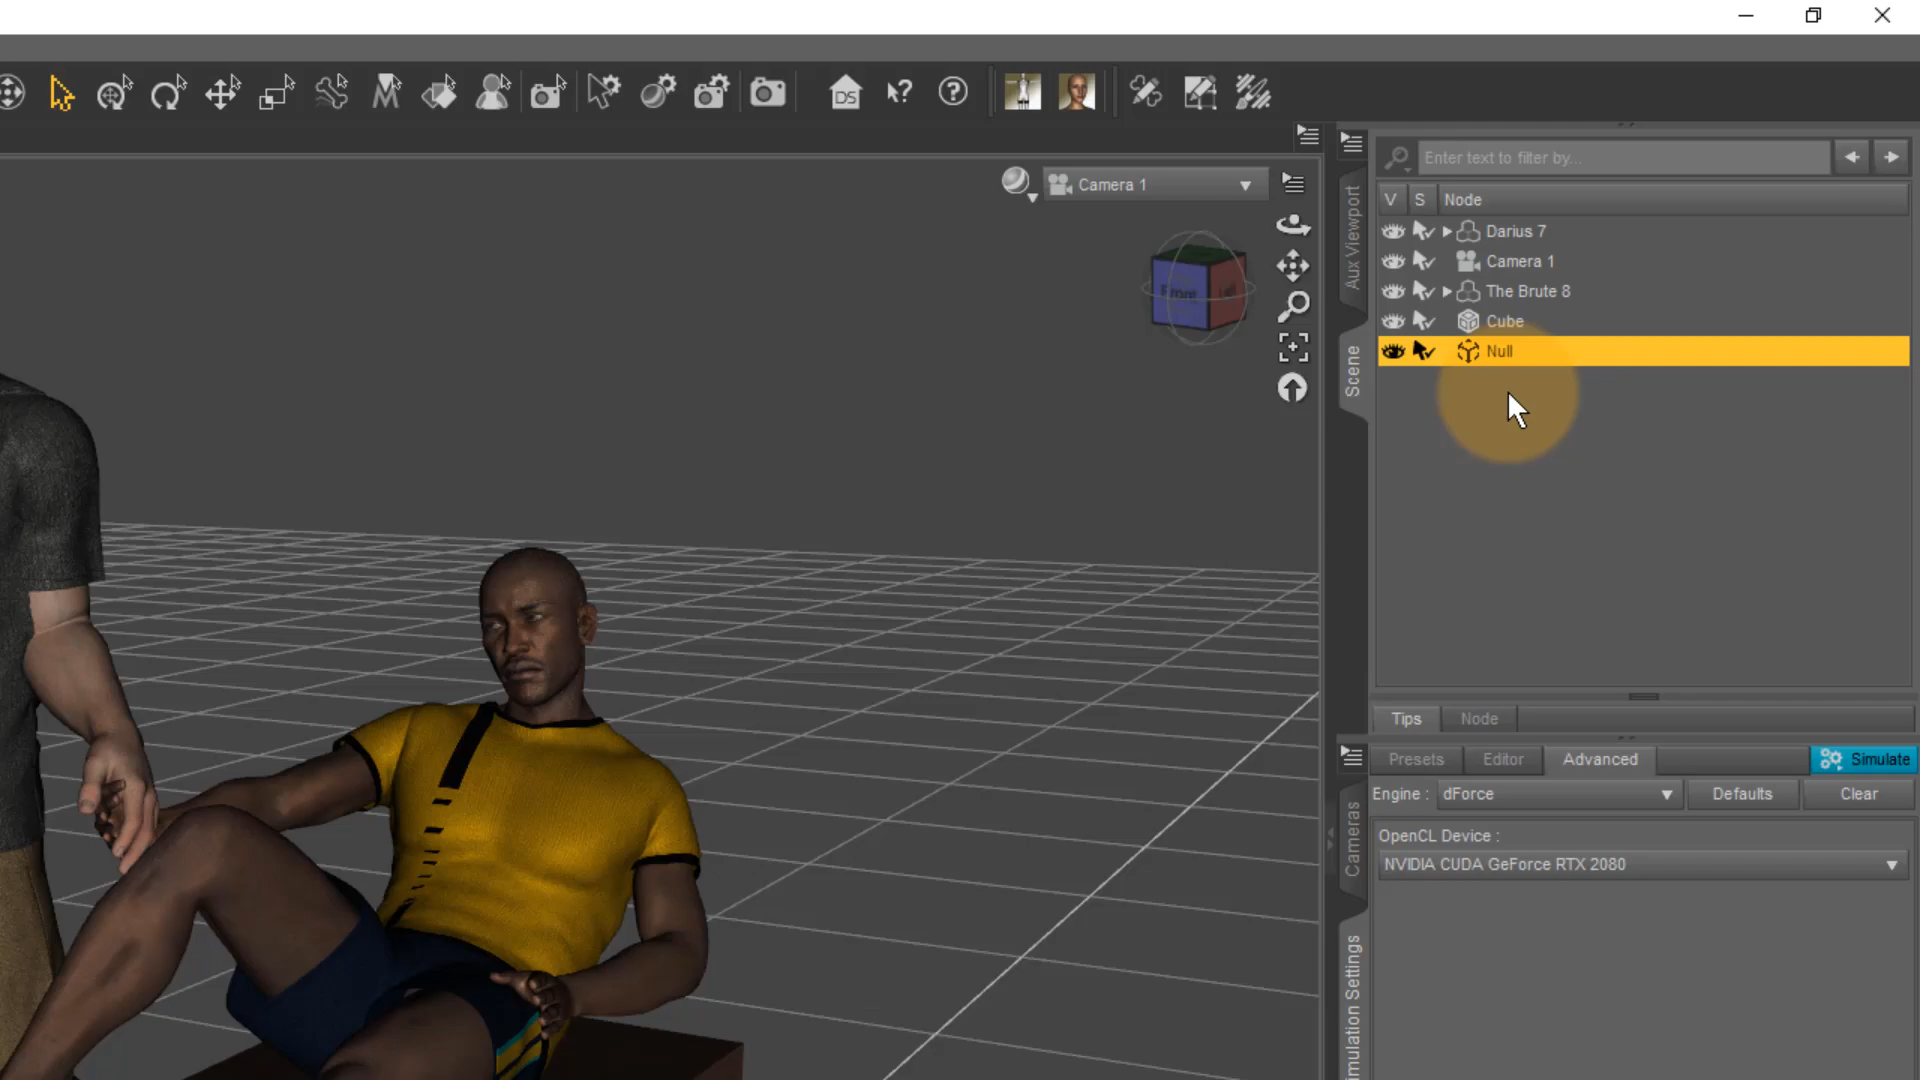 DS
?
?
Enter text to filter by...
Camera 1
Aux Viewport
V S Node
Darius 7
Camera 1
The Brute 8
Cube
Null
Front
Scene
Tips
Node
Presets
Editor
Advanced
Simulate
Engine :
dForce
Defaults
Clear
Cameras
OpenCL Device :
NVIDIA CUDA GeForce RTX 2080
imulation Settings